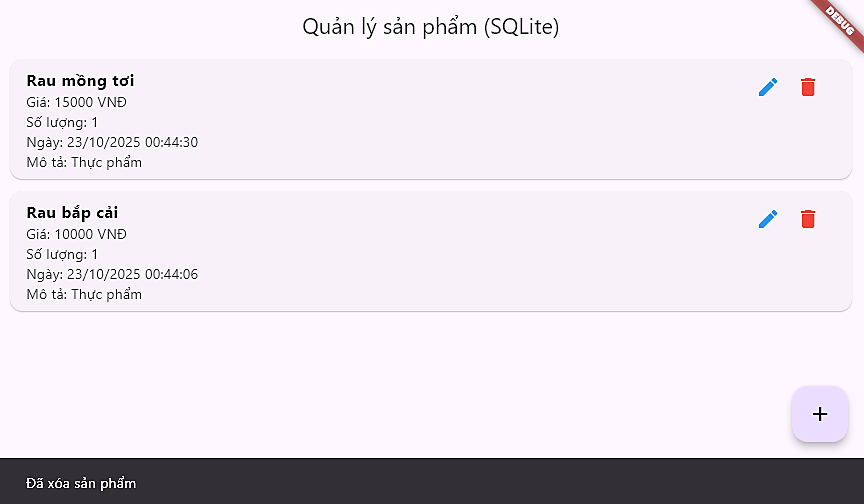 Quản lý sản phẩm (SQLite)
DEBUG
Rau mồng tơi
Giá: 15000 VNĐ
Số lượng: 1
Ngày: 23/10/2025 00:44:30
Mô tả: Thực phẩm
Rau bắp cải
Giá: 10000 VNĐ
Số lượng: 1
Ngày: 23/10/2025 00:44:06
Mô tả: Thực phẩm
+
Đã xóa sản phẩm